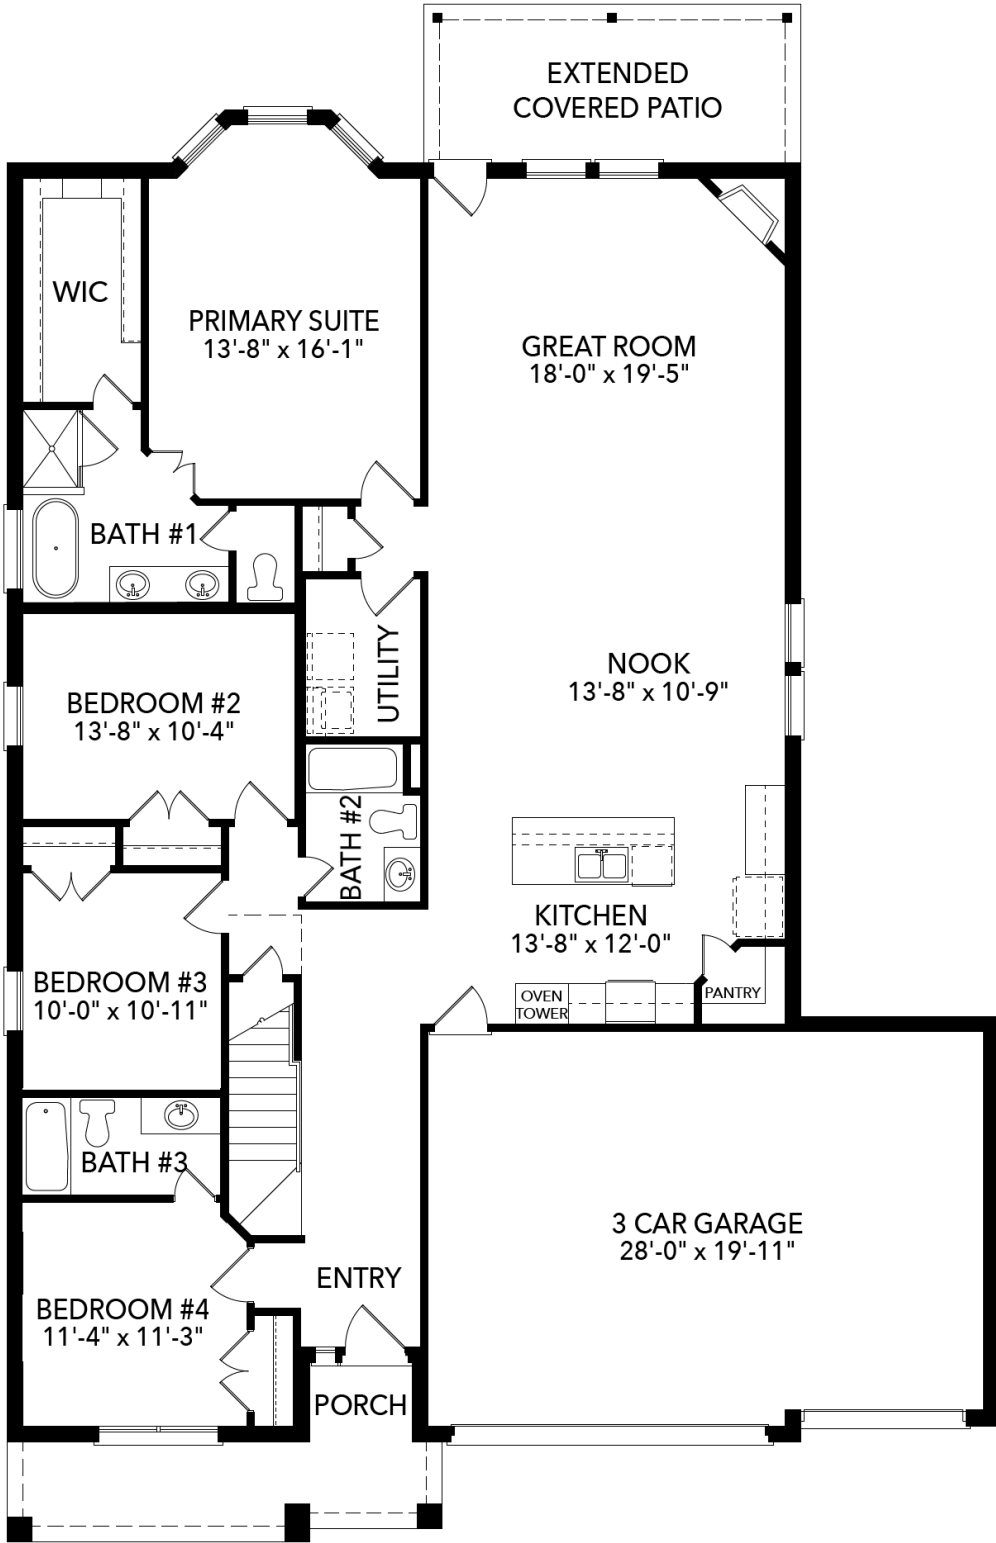 EXTENDED
COVERED PATIO
WIC
PRIMARY SUITE
13'-8" x 16'-1"
GREAT ROOM
18'-0" x 19'-5"
BATH #1
UTILITY
NOOK
13'-8" x 10'-9"
BEDROOM #2
13'-8" x 10'-4"
BATH #2
KITCHEN
13'-8" x 12'-0"
BEDROOM #3
10'-0" x 10'-11"
OVEN
TOWER
PANTRY
BATH #3
3 CAR GARAGE
28'-0" x 19'-11"
ENTRY
BEDROOM #4
11'-4" x 11'-3"
PORCH